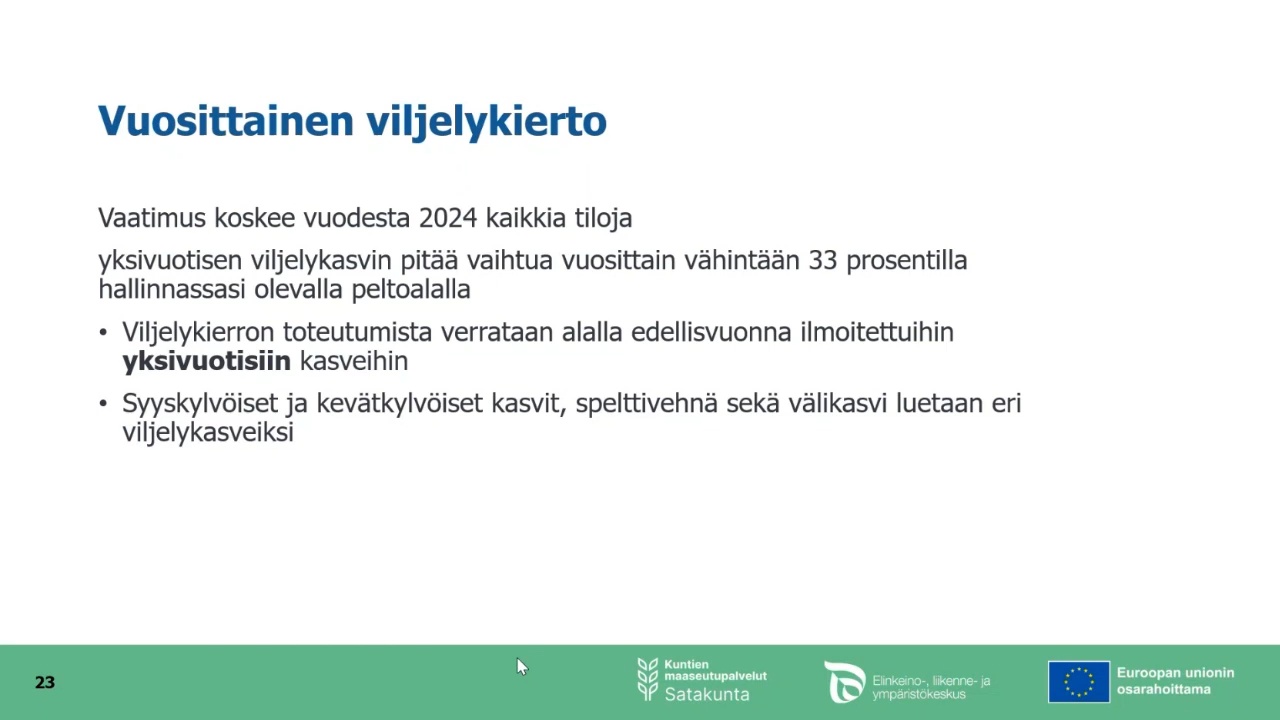 Vuosittainen viljelykierto
Vaatimus koskee vuodesta 2024 kaikkia tiloja
yksivuotisen viljelykasvin pitää vaihtua vuosittain vähintään 33 prosentilla
hallinnassasi olevalla peltoalalla
• Viljelykierron toteutumista verrataan alalla edellisvuonna ilmoitettuihin
yksivuotisiin kasveihin
• Syyskylvöiset ja kevätkylvöiset kasvit, spelttivehnä sekä välikasvi luetaan eri
viljelykasveiksi
23
Kuntien
maaseutupalvelut
Satakunta
Elinkeino-, liikenne- ja
ympäristökeskus
Euroopan unionin
osarahoittama